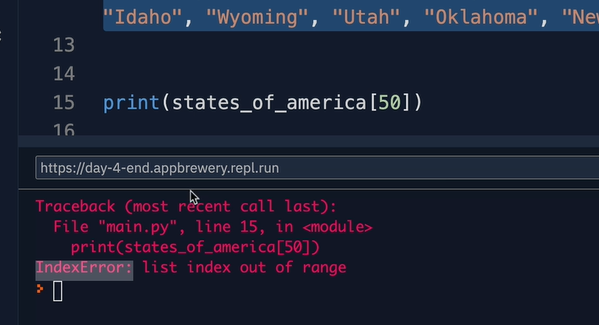 "Idaho", "Wyoming", "Utah", "Oklahoma", "New
13
14
15 print(states_of_america[50])
16
https://day-4-end.appbrewery.repl.run
Traceback (most recent call last):
File "main.py", line 15, in <module>
print(states_of_america[50])
IndexError: list index out of range